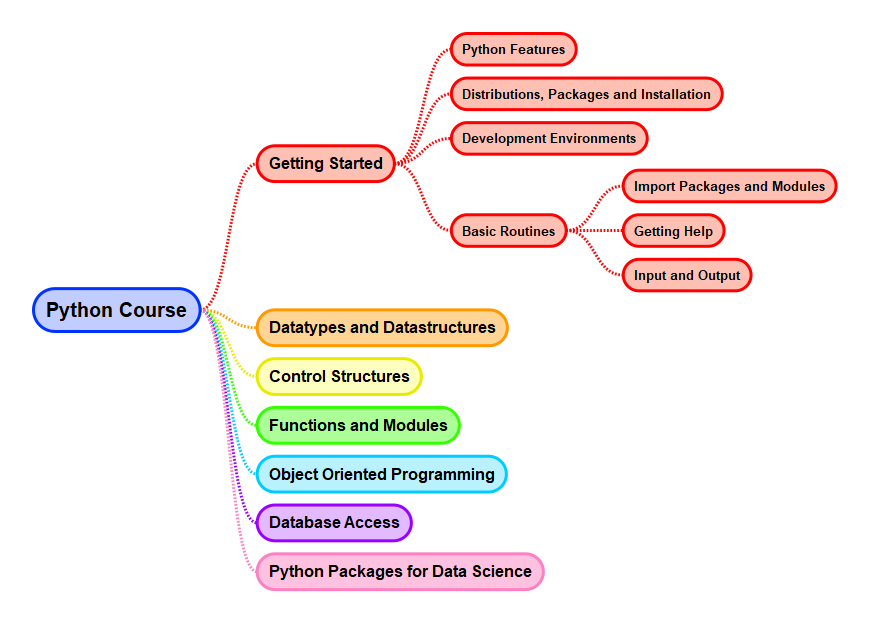 Python Course
Getting Started
Python Features
Distributions, Packages and Installation
Development Environments
Basic Routines
Import Packages and Modules
Getting Help
Input and Output
Datatypes and Datastructures
Control Structures
Functions and Modules
Object Oriented Programming
Database Access
Python Packages for Data Science